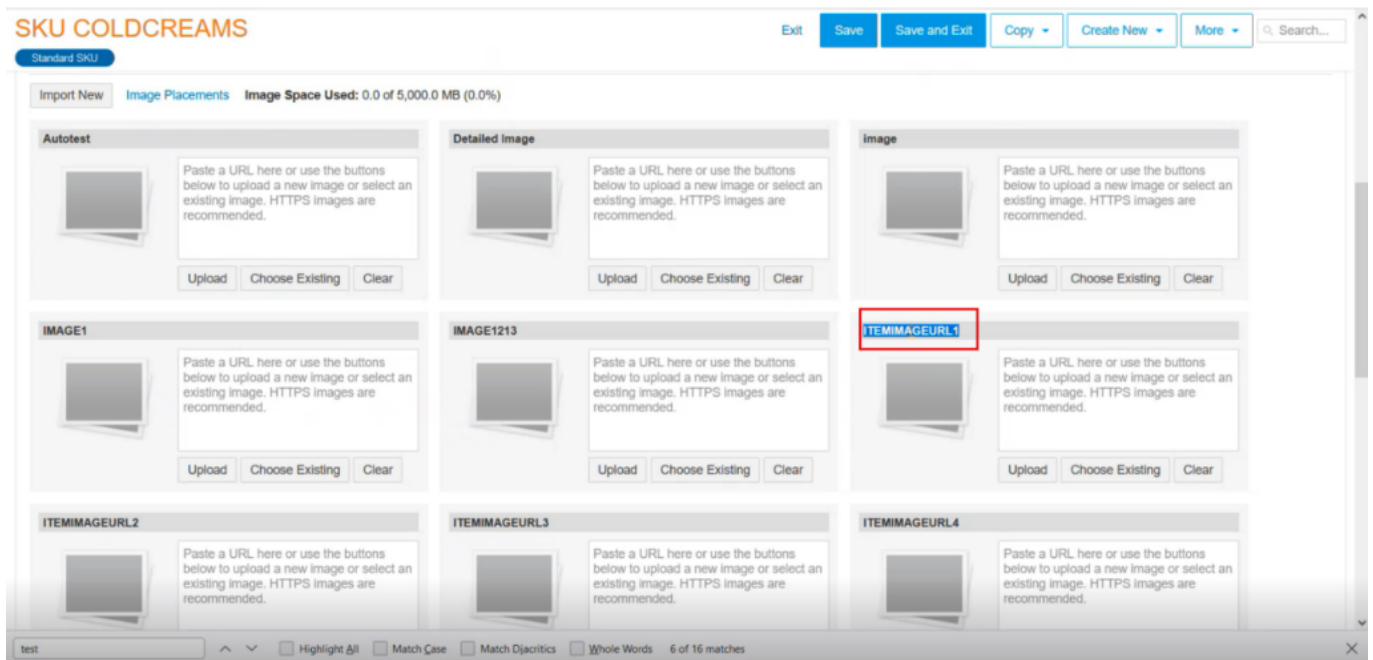 SKU COLDCREAMS
Exit Save Save and Exit Copy Create New More Search...
Standard SKU
Import New Image Placements Image Space Used: 0.0 of 5,000.0 MB (0.0%)
Autotest
Paste a URL here or use the buttons
below to upload a new image or select an
existing image. HTTPS images are
recommended.
Upload Choose Existing Clear
Detailed Image
Paste a URL here or use the buttons
below to upload a new image or select an
existing image. HTTPS images are
recommended.
Upload Choose Existing Clear
image
Paste a URL here or use the buttons
below to upload a new image or select an
existing image. HTTPS images are
recommended.
Upload Choose Existing Clear
IMAGE1
Paste a URL here or use the buttons
below to upload a new image or select an
existing image. HTTPS images are
recommended.
Upload Choose Existing Clear
IMAGE1213
Paste a URL here or use the buttons
below to upload a new image or select an
existing image. HTTPS images are
recommended.
Upload Choose Existing Clear
ITEMIMAGEURL1
Paste a URL here or use the buttons
below to upload a new image or select an
existing image. HTTPS images are
recommended.
Upload Choose Existing Clear
ITEMIMAGEURL2
Paste a URL here or use the buttons
below to upload a new image or select an
existing image. HTTPS images are
recommended.
ITEMIMAGEURL3
Paste a URL here or use the buttons
below to upload a new image or select an
existing image. HTTPS images are
recommended.
ITEMIMAGEURL4
Paste a URL here or use the buttons
below to upload a new image or select an
existing image. HTTPS images are
recommended.
test Highlight All Match Case Match Diacritics Whole Words 6 of 16 matches